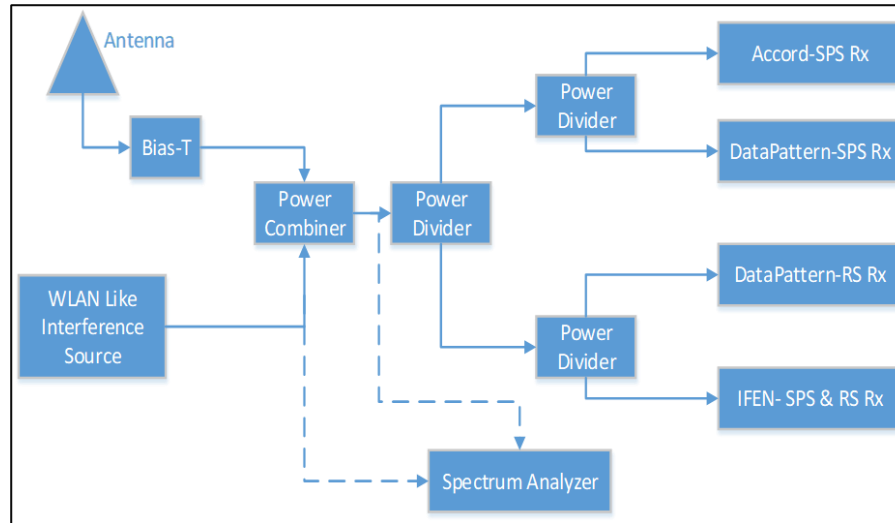 Antenna
Bias-T
WLAN Like
Interference
Source
Power
Combiner
Power
Divider
Power
Divider
Accord-SPS Rx
DataPattern-SPS Rx
Power
Divider
DataPattern-RS Rx
IFEN- SPS & RS Rx
Spectrum Analyzer